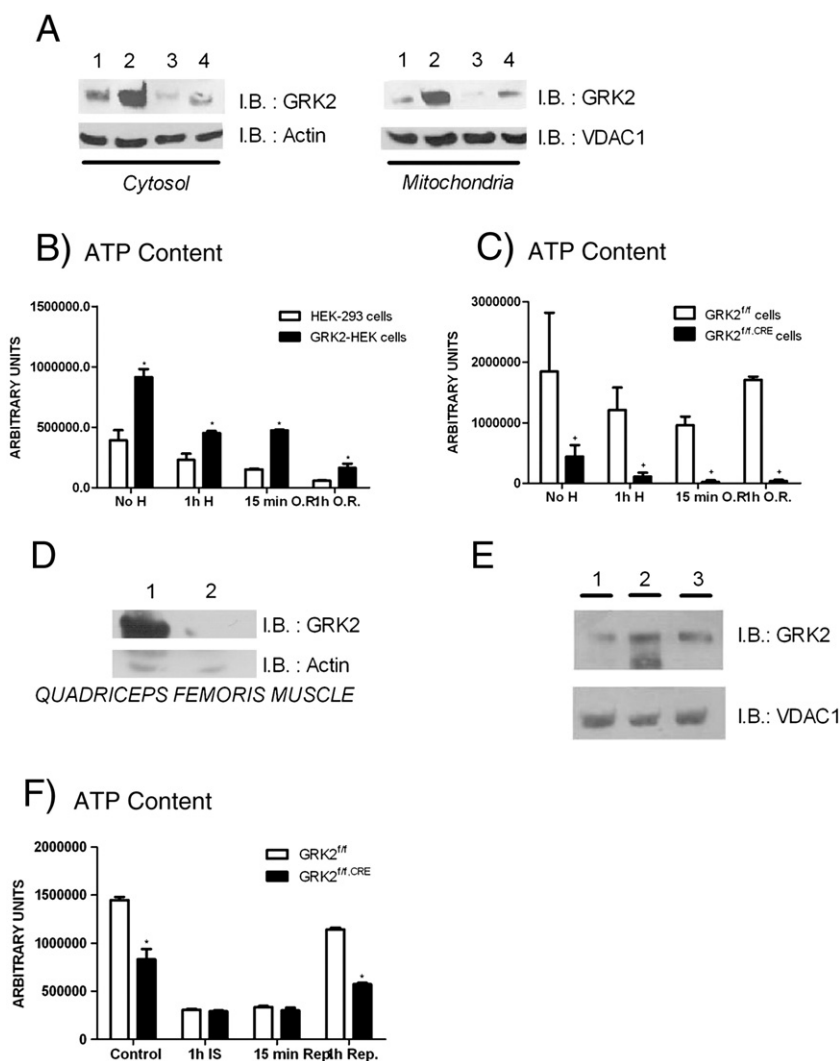 A
1 2 3 4
I.B. : GRK2
I.B. : Actin
Cytosol
1 2 3 4
I.B. : GRK2
I.B. : VDAC1
Mitochondria
B) ATP Content
ARBITRARY UNITS
1500000.0
1000000.0
500000.0
0.0
HEK-293 cells
GRK2-HEK cells
* * * *
No H 1h H 15 min O.R. 1h O.R.
C) ATP Content
ARBITRARY UNITS
3000000
2000000
1000000
0
GRK2f/f cells
GRK2f/f,CRE cells
+ + + +
No H 1h H 15 min O.R. 1h O.R.
D
1 2
I.B. : GRK2
I.B. : Actin
QUADRICEPS FEMORIS MUSCLE
E
1 2 3
I.B.: GRK2
I.B.: VDAC1
F) ATP Content
ARBITRARY UNITS
2000000
1500000
1000000
500000
0
GRK2f/f
GRK2f/f,CRE
* *
Control 1h IS 15 min Rep. 1h Rep.